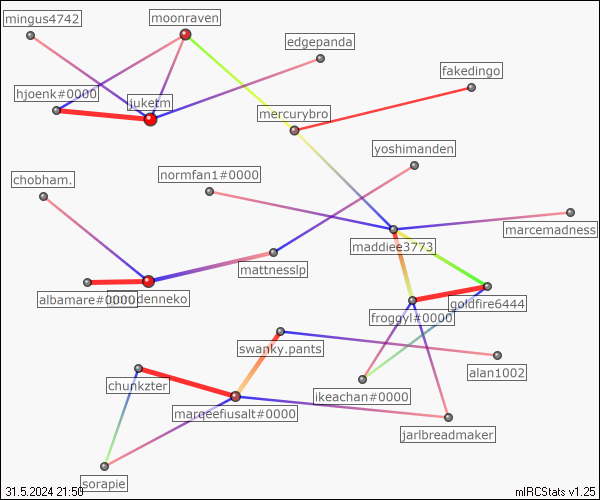 mingus4742
moonraven
edgepanda
fakedingo
hjoenk#0000
juketm
mercurybro
yoshimanden
chobham.
normfan1#0000
marcemadness
maddiee3773
mattnesslp
albamare#0000
denneko
goldfire6444
froggyl#0000
swanky.pants
alan1002
chunkzter
ikeachan#0000
marqeefiusalt#0000
jarlbreadmaker
sorapie
31.5.2024 21:50
mIRCStats v1.25